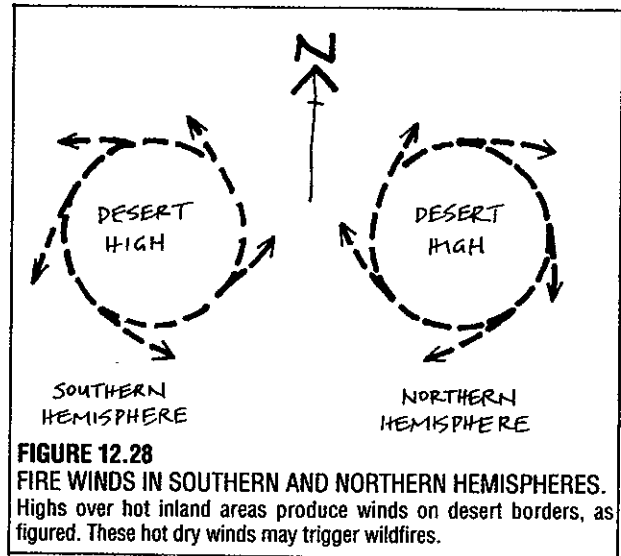 N
DESERT
HIGH
DESERT
HIGH
SOUTHERN
HEMISPHERE
NORTHERN
HEMISPHERE
FIGURE 12.28
FIRE WINDS IN SOUTHERN AND NORTHERN HEMISPHERES.
Highs over hot inland areas produce winds on desert borders, as
figured. These hot dry winds may trigger wildfires.